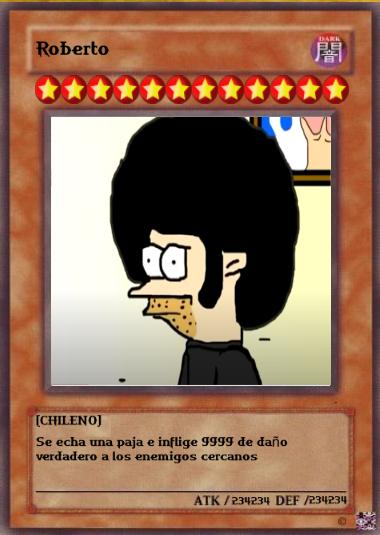 Roberto
DARK
闇
[CHILENO]
Se echa una paja e inflige 9999 de daño
verdadero a los enemigos cercanos
ATK / 234234 DEF /234234
©